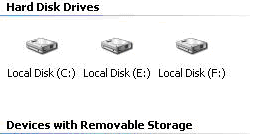 Hard Disk Drives
Local Disk (C:) Local Disk (E:) Local Disk (F:)
Devices with Removable Storage